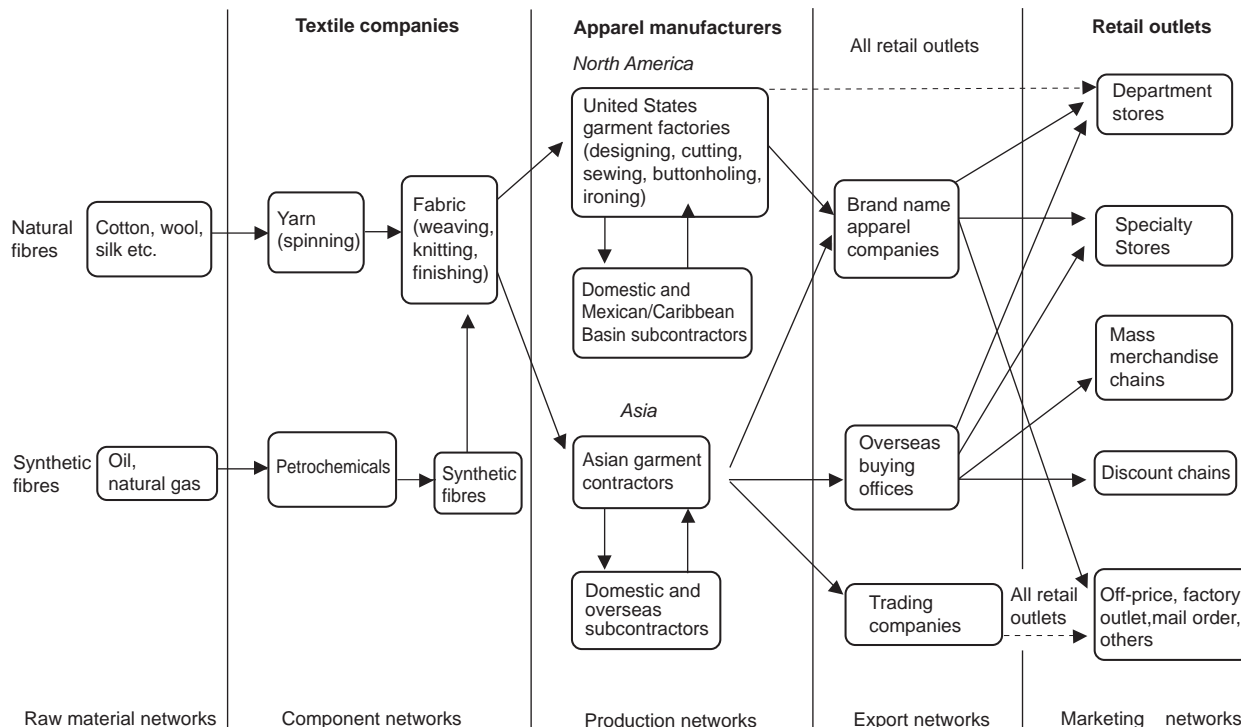 Textile companies
Apparel manufacturers
All retail outlets
Retail outlets
North America
United States
garment factories
(designing, cutting,
sewing, buttonholing,
ironing)
Department
stores
Natural
fibres
Cotton, wool,
silk etc.
Yarn
(spinning)
Fabric
(weaving,
knitting,
finishing)
Brand name
apparel
companies
Specialty
Stores
Domestic and
Mexican/Caribbean
Basin subcontractors
Mass
merchandise
chains
Asia
Synthetic
fibres
Oil,
natural gas
Petrochemicals
Synthetic
fibres
Asian garment
contractors
Overseas
buying
offices
Discount chains
Domestic and
overseas
subcontractors
Trading
companies
All retail
outlets
Off-price, factory
outlet,mail order,
others
Raw material networks
Component networks
Production networks
Export networks
Marketing networks